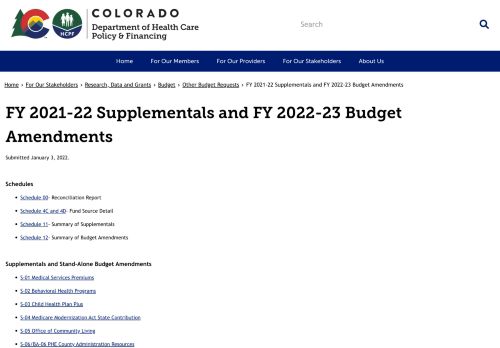 COLORADO
Department of Health Care
Policy & Financing
HCPF
Search
For Our Members
For Our Providers
For Our Stakeholders
About Us
Home › For Our Stakeholders › Research, Data and Grants › Budget › Other Budget Requests › FY 2021-22 Supplementals and FY 2022-23 Budget Amendments
FY 2021-22 Supplementals and FY 2022-23 Budget
Amendments
Submitted January 3, 2022.
Schedules
Schedule 00- Reconciliation Report
Schedule 4C and 4D- Fund Source Detail
Schedule 11- Summary of Supplementals
Schedule 12- Summary of Budget Amendments
Supplementals and Stand-Alone Budget Amendments
S-01 Medical Services Premiums
S-02 Behavioral Health Programs
S-03 Child Health Plan Plus
S-04 Medicare Modernization Act State Contribution
S-05 Office of Community Living
S-06/BA-06 PHE County Administration Resources